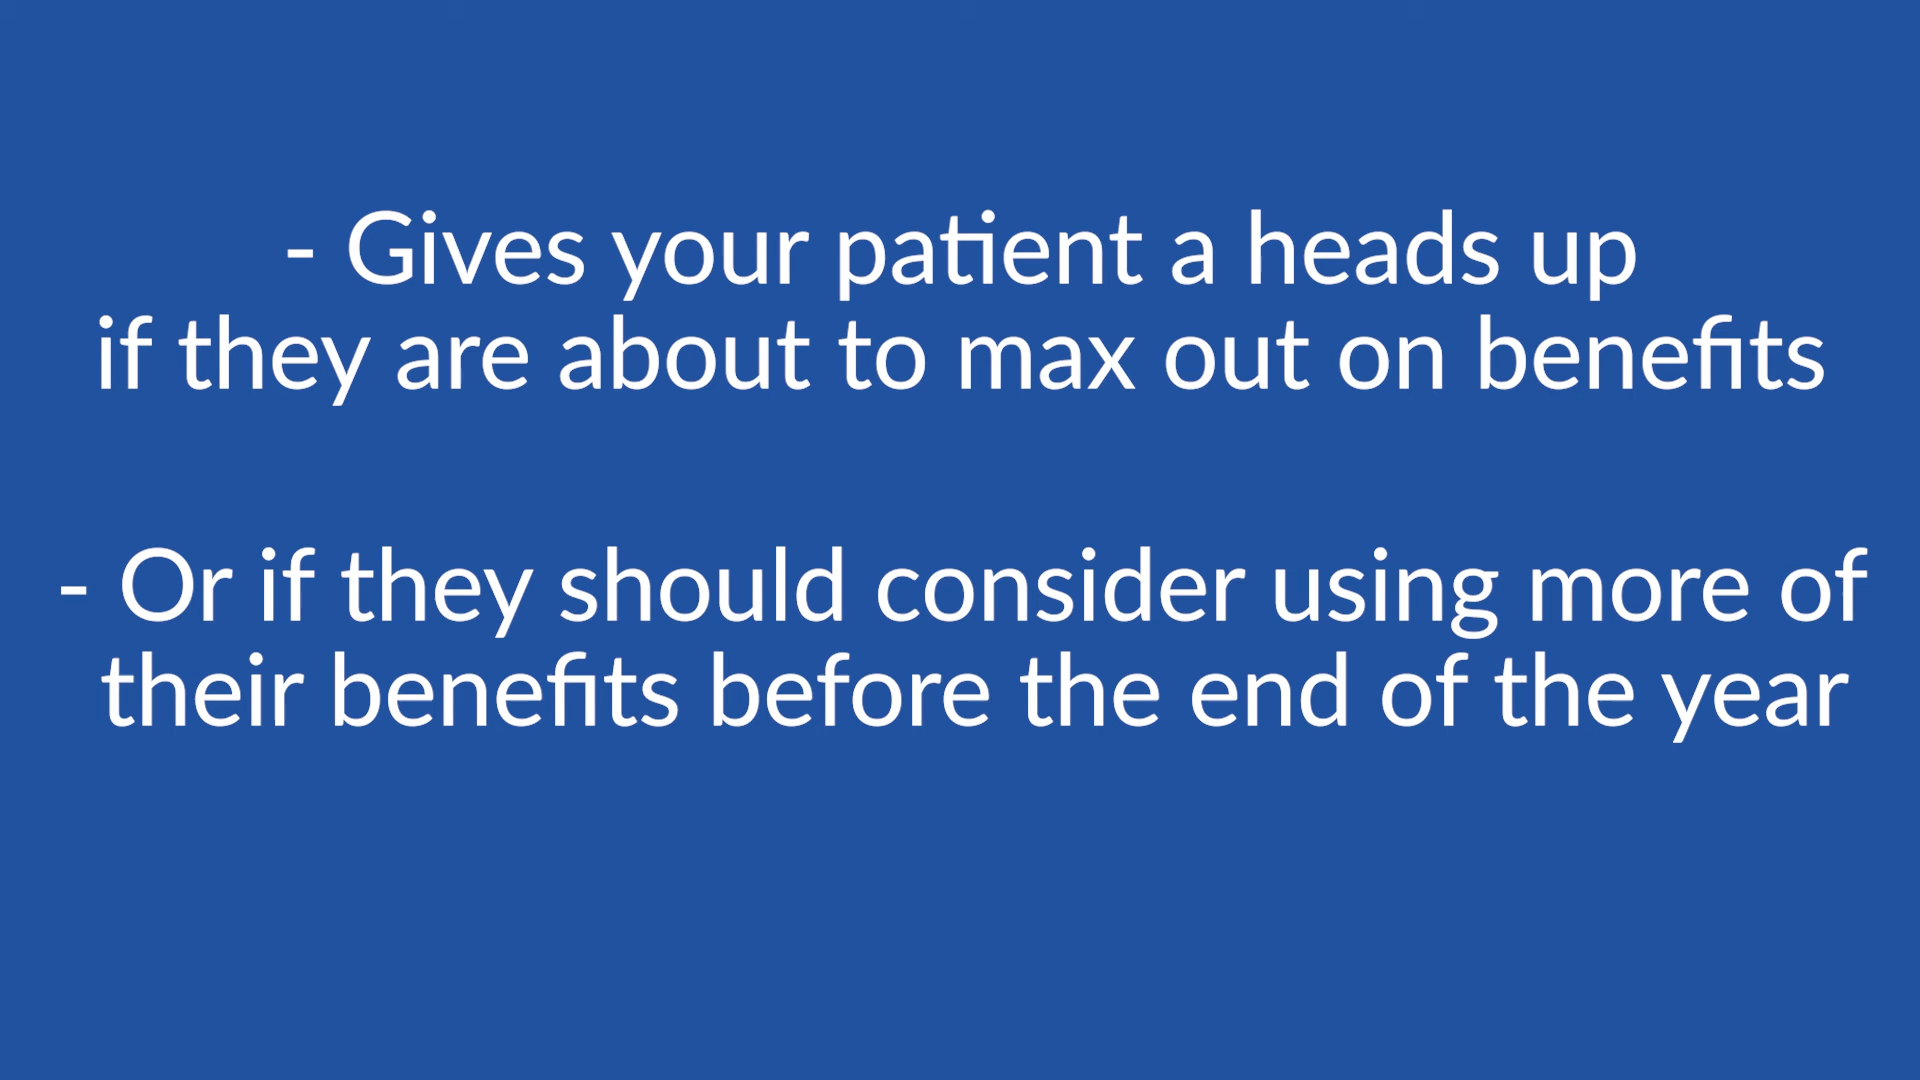 - Gives your patient a heads up
if they are about to max out on benefits
- Or if they should consider using more of
their benefits before the end of the year